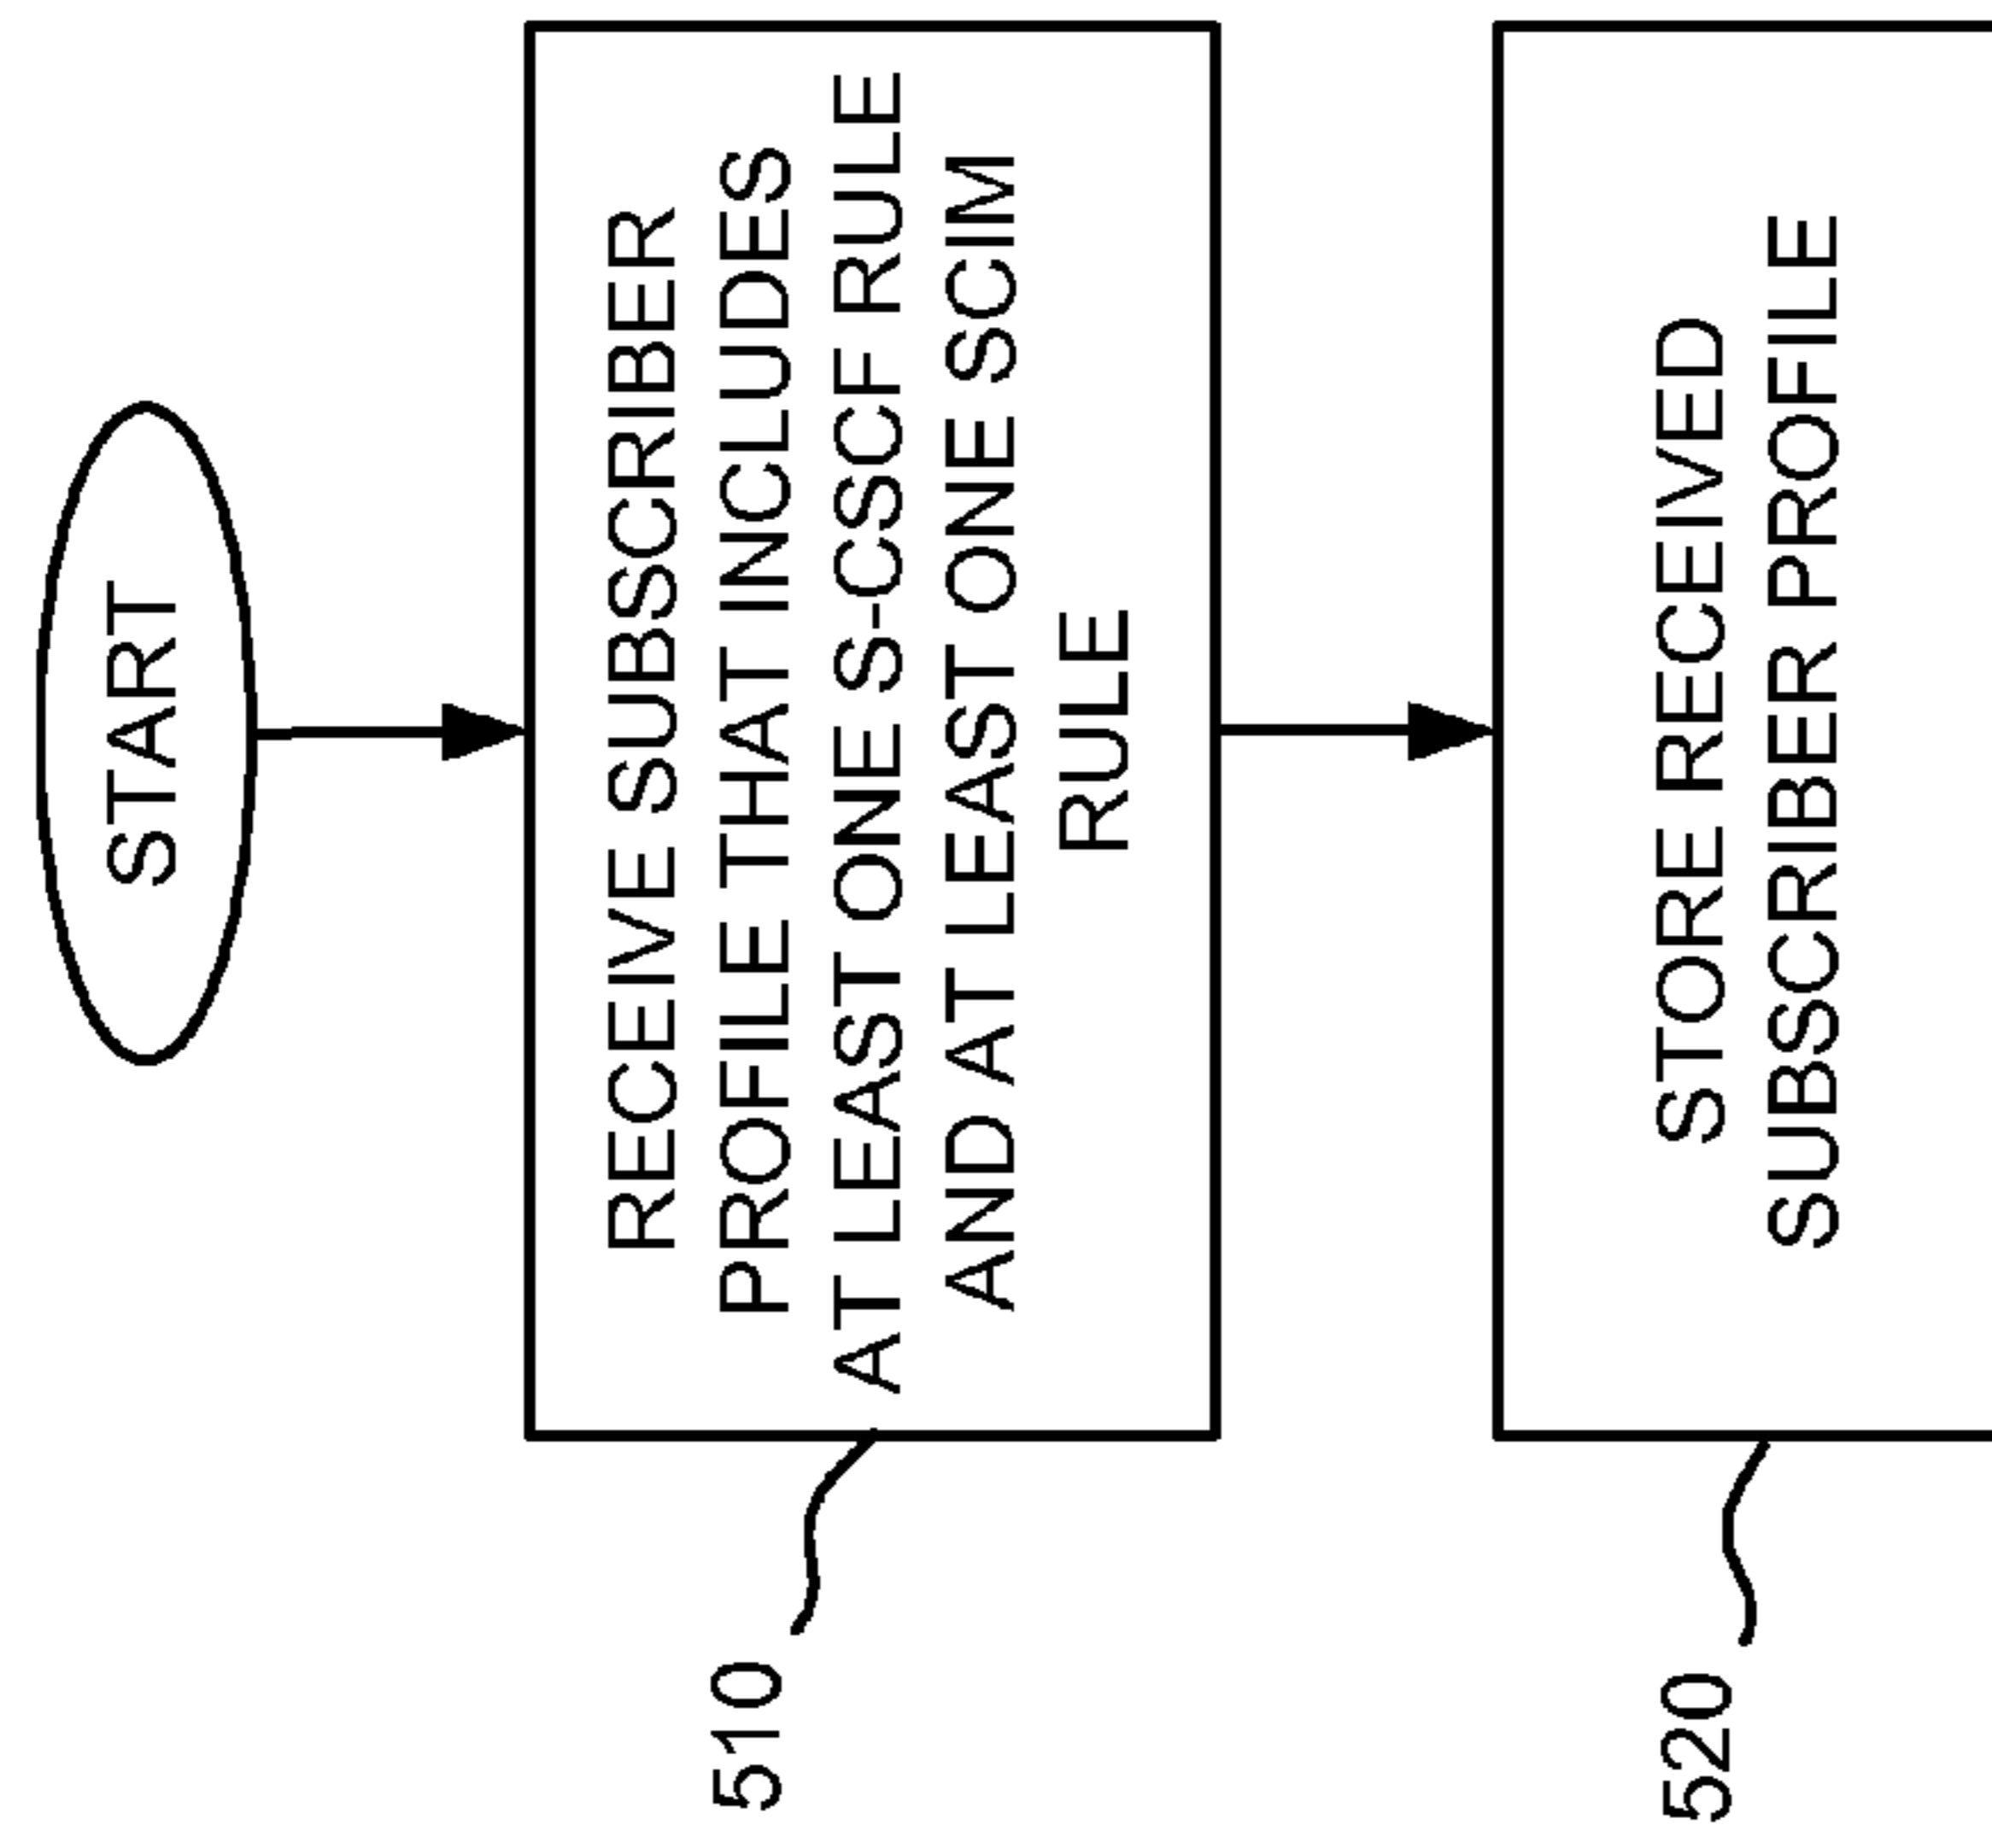 START
RECEIVE SUBSCRIBER
PROFILE THAT INCLUDES
AT LEAST ONE S-CSCF RULE
AND AT LEAST ONE SCIM
RULE
510
STORE RECEIVED
SUBSCRIBER PROFILE
520